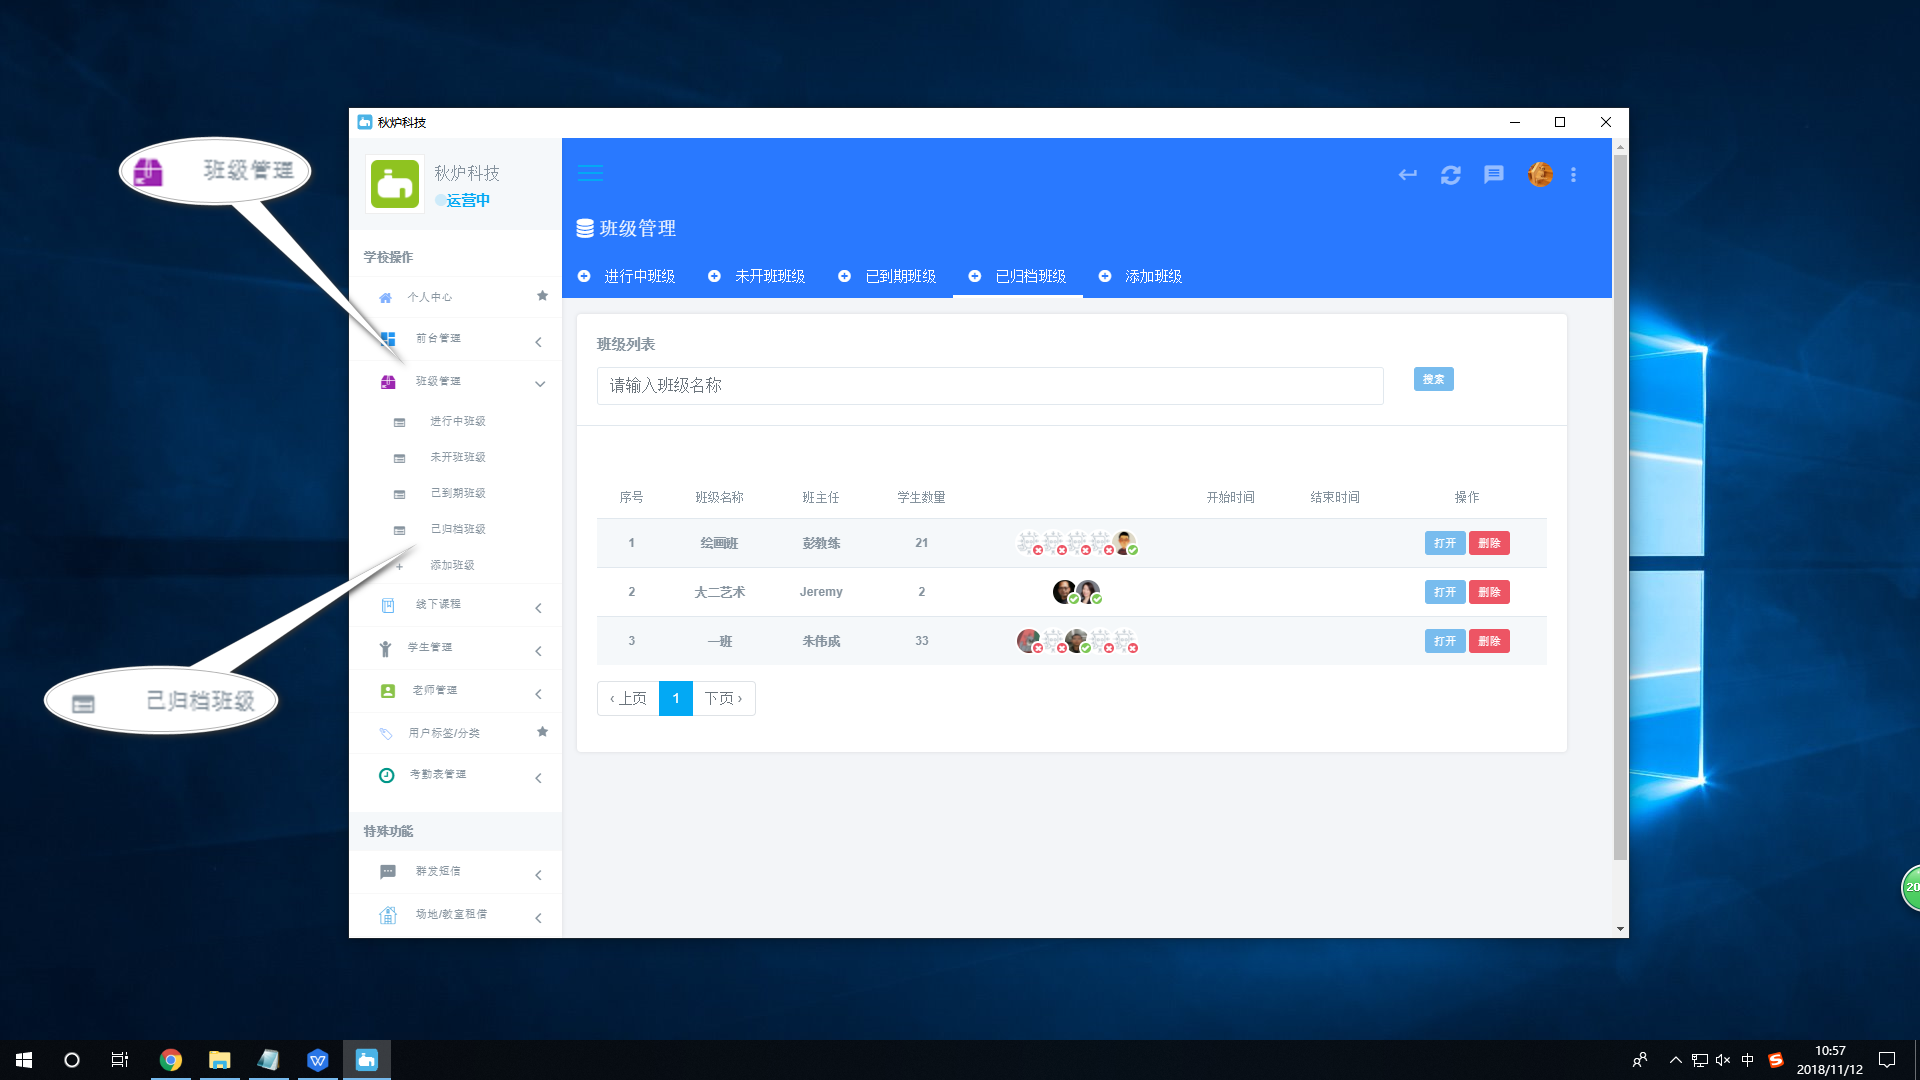 秋炉科技
班级管理
秋炉科技
运营中
班级管理
学校操作
进行中班级
未开班班级
已到期班级
已归档班级
添加班级
个人中心
前台管理
班级管理
进行中班级
未开班班级
己到期班级
己归档班级
添加班级
线下课程
学生管理
老师管理
用户标签/分类
考勤表管理
特殊功能
群发短信
场地/教室租借
己归档班级
班级列表
请输入班级名称
搜索
序号 班级名称 班主任 学生数量 开始时间 结束时间 操作
1 绘画班 彭教练 21 打开 删除
2 大二艺术 Jeremy 2 打开 删除
3 一班 朱伟成 33 打开 删除
‹ 上页 1 下页 ›
20
中
10:57
2018/11/12